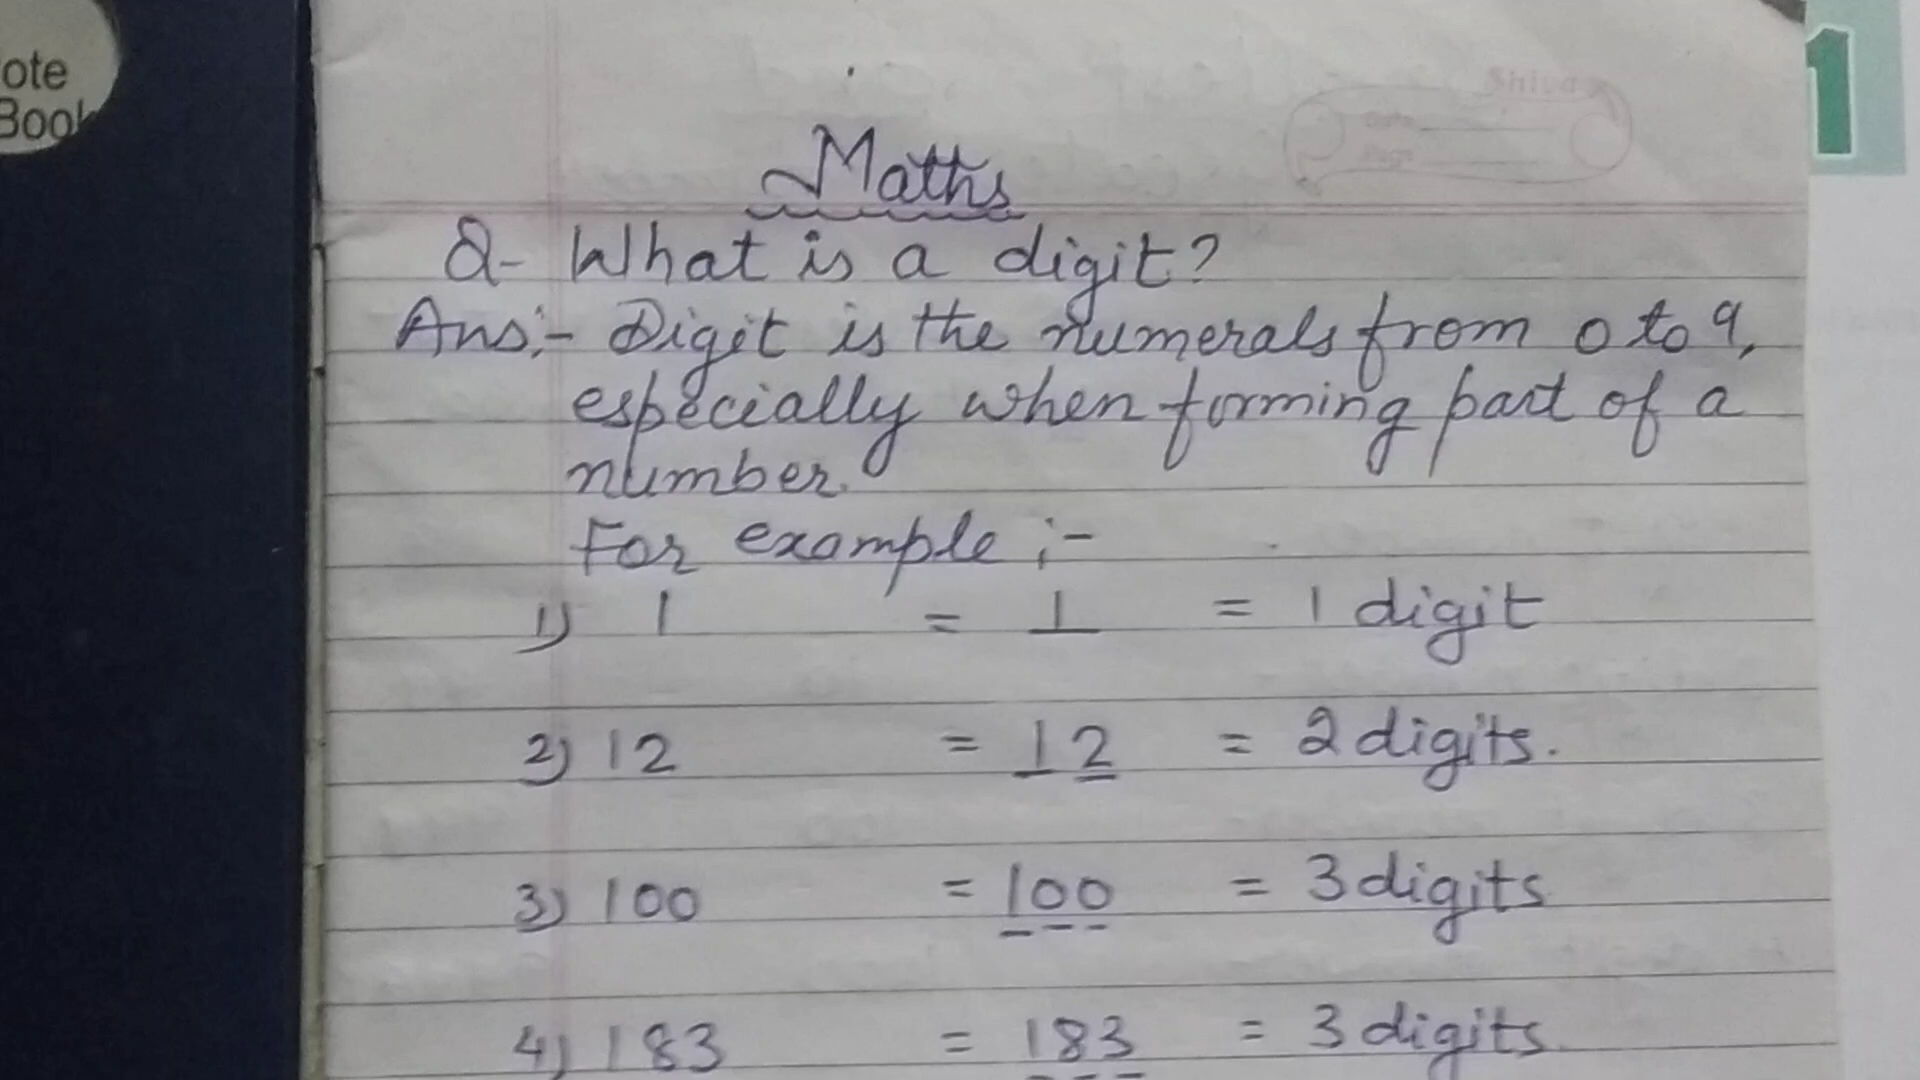 ote
Book
Shiva
1
Maths
Q- What is a digit?
Ans:- Digit is the numerals from 0 to 9,
especially when forming part of a
number.
For example :-
1) 1 = 1 = 1 digit
2) 12 = 12 = 2 digits.
3) 100 = 100 = 3 digits
4) 183 = 183 = 3 digits.